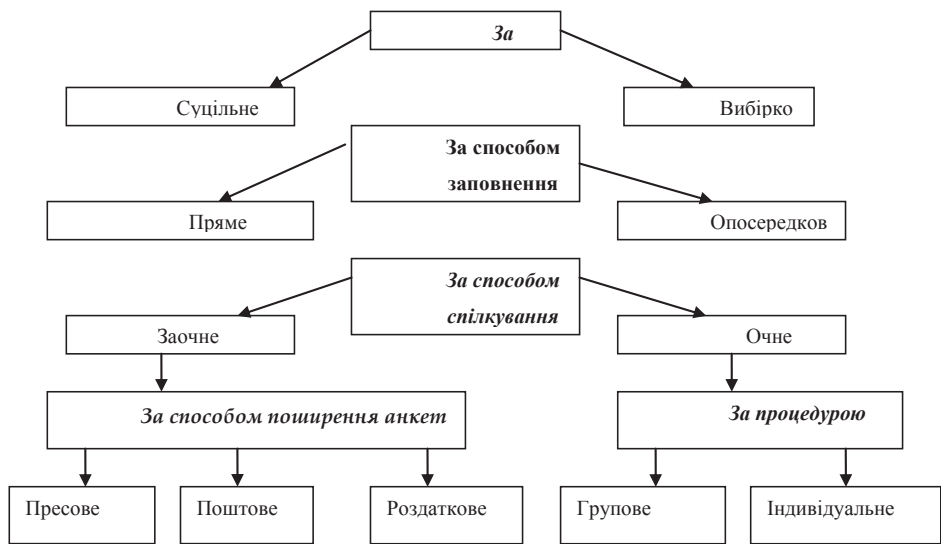 За
Суцільне
Вибірко
За способом
заповнення
Пряме
Опосередков
За способом
спілкування
Заочне
Очне
За способом поширення анкет
За процедурою
Пресове
Поштове
Роздаткове
Групове
Індивідуальне